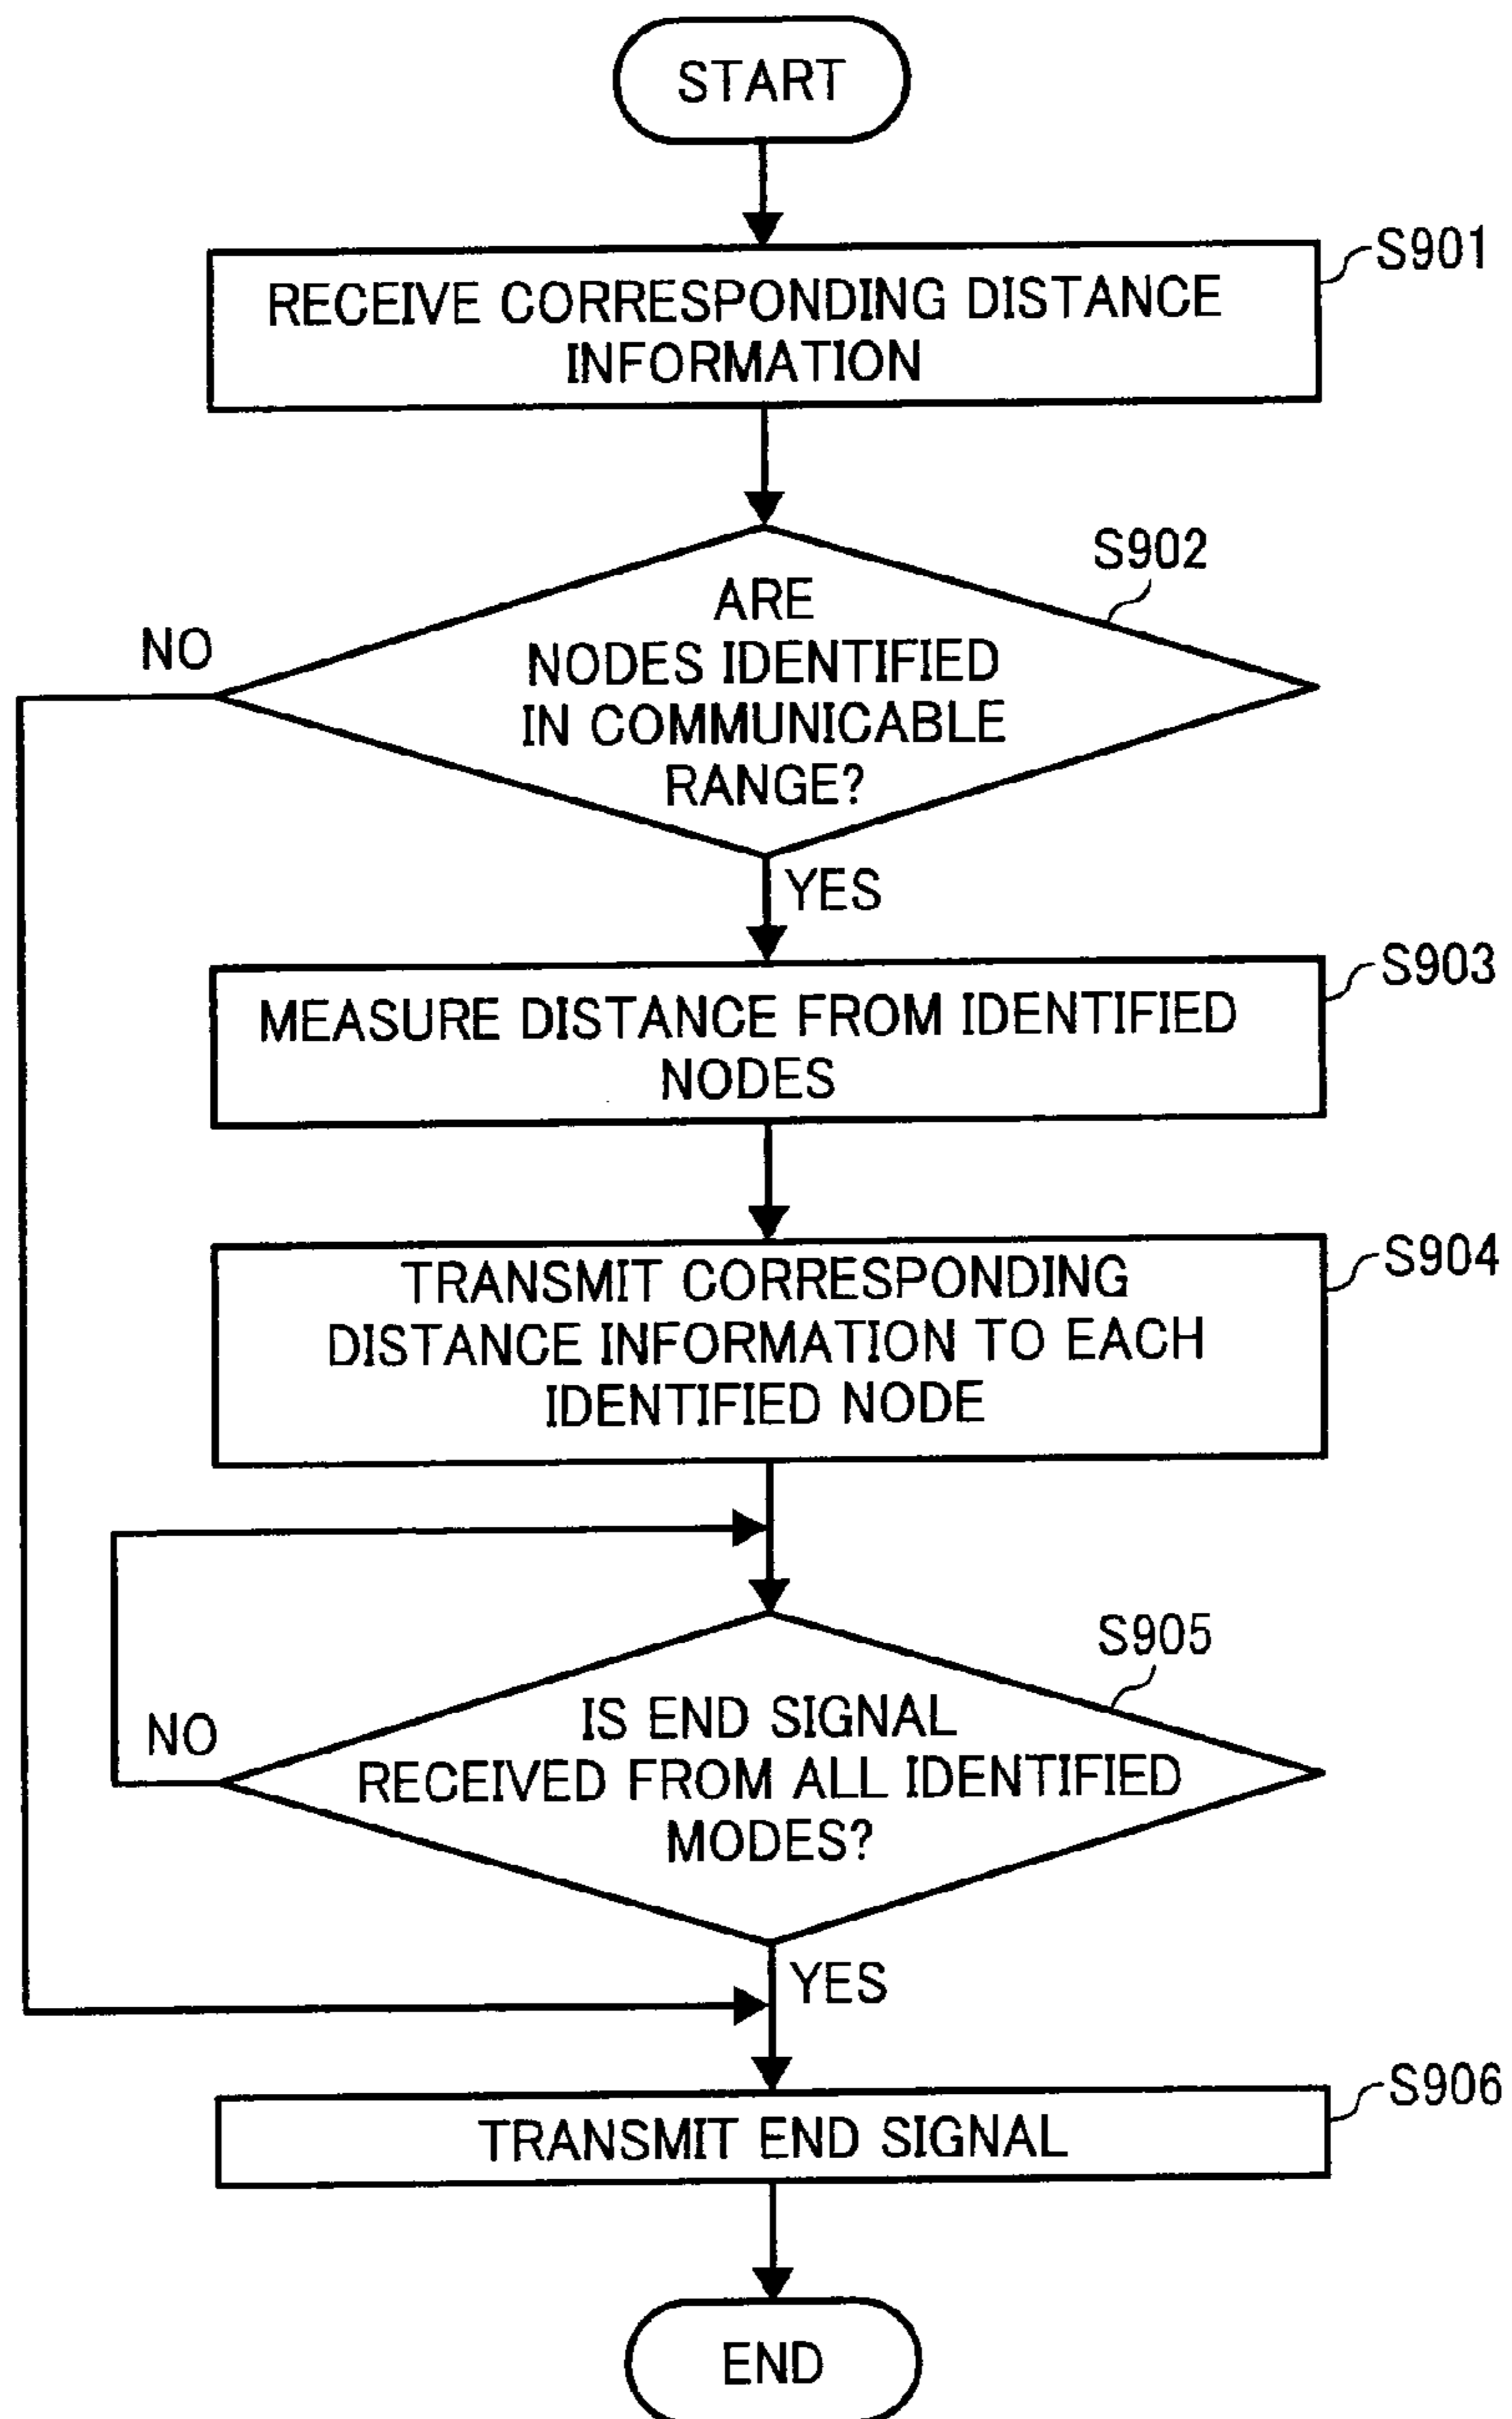 START
S901
RECEIVE CORRESPONDING DISTANCE
INFORMATION
S902
ARE
NODES IDENTIFIED
IN COMMUNICABLE
RANGE?
NO
YES
S903
MEASURE DISTANCE FROM IDENTIFIED
NODES
S904
TRANSMIT CORRESPONDING
DISTANCE INFORMATION TO EACH
IDENTIFIED NODE
S905
IS END SIGNAL
RECEIVED FROM ALL IDENTIFIED
MODES?
NO
YES
S906
TRANSMIT END SIGNAL
END